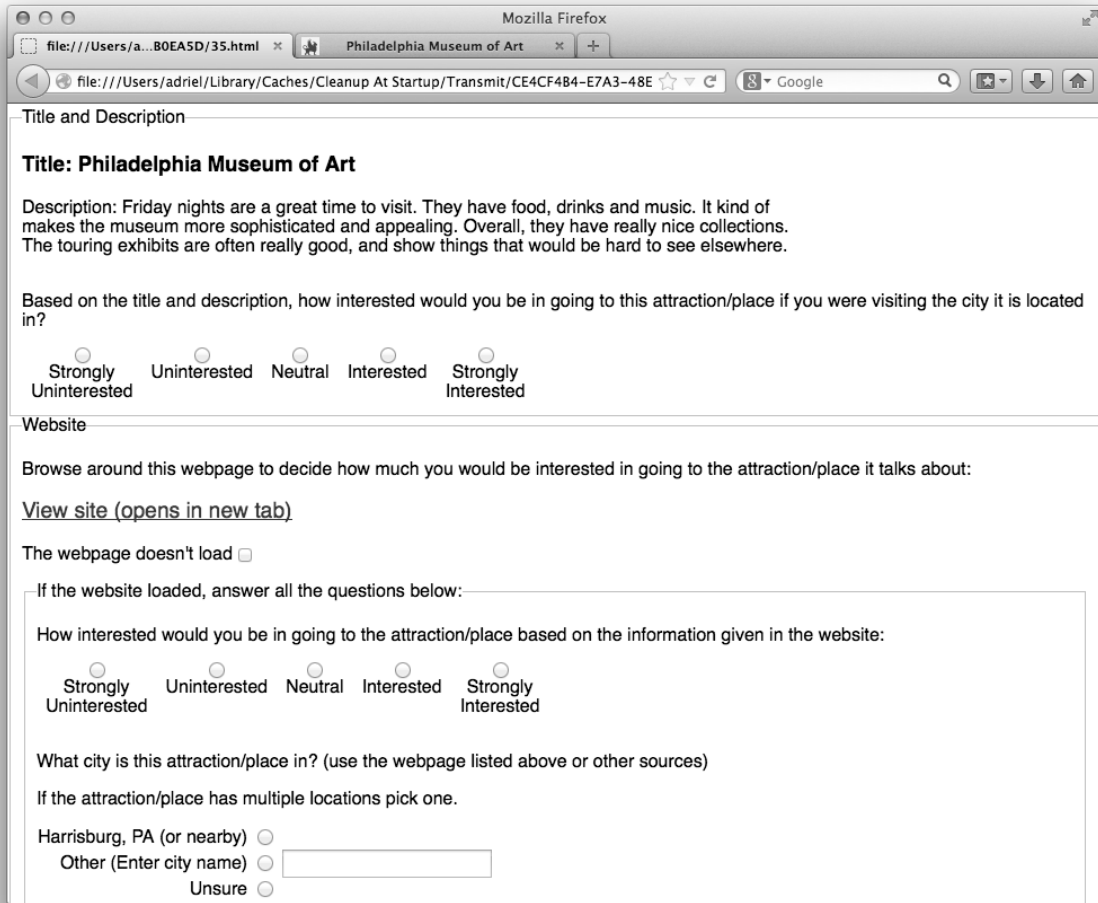 Mozilla Firefox
file:///Users/a...B0EA5D/35.html × Philadelphia Museum of Art × +
file:///Users/adriel/Library/Caches/Cleanup At Startup/Transmit/CE4CF4B4-E7A3-48E 8 Google
Title and Description
Title: Philadelphia Museum of Art
Description: Friday nights are a great time to visit. They have food, drinks and music. It kind of
makes the museum more sophisticated and appealing. Overall, they have really nice collections.
The touring exhibits are often really good, and show things that would be hard to see elsewhere.
Based on the title and description, how interested would you be in going to this attraction/place if you were visiting the city it is located
in?
Strongly Uninterested Neutral Interested Strongly
Uninterested Interested
Website
Browse around this webpage to decide how much you would be interested in going to the attraction/place it talks about:
View site (opens in new tab)
The webpage doesn't load
If the website loaded, answer all the questions below:
How interested would you be in going to the attraction/place based on the information given in the website:
Strongly Uninterested Neutral Interested Strongly
Uninterested Interested
What city is this attraction/place in? (use the webpage listed above or other sources)
If the attraction/place has multiple locations pick one.
Harrisburg, PA (or nearby)
Other (Enter city name)
Unsure